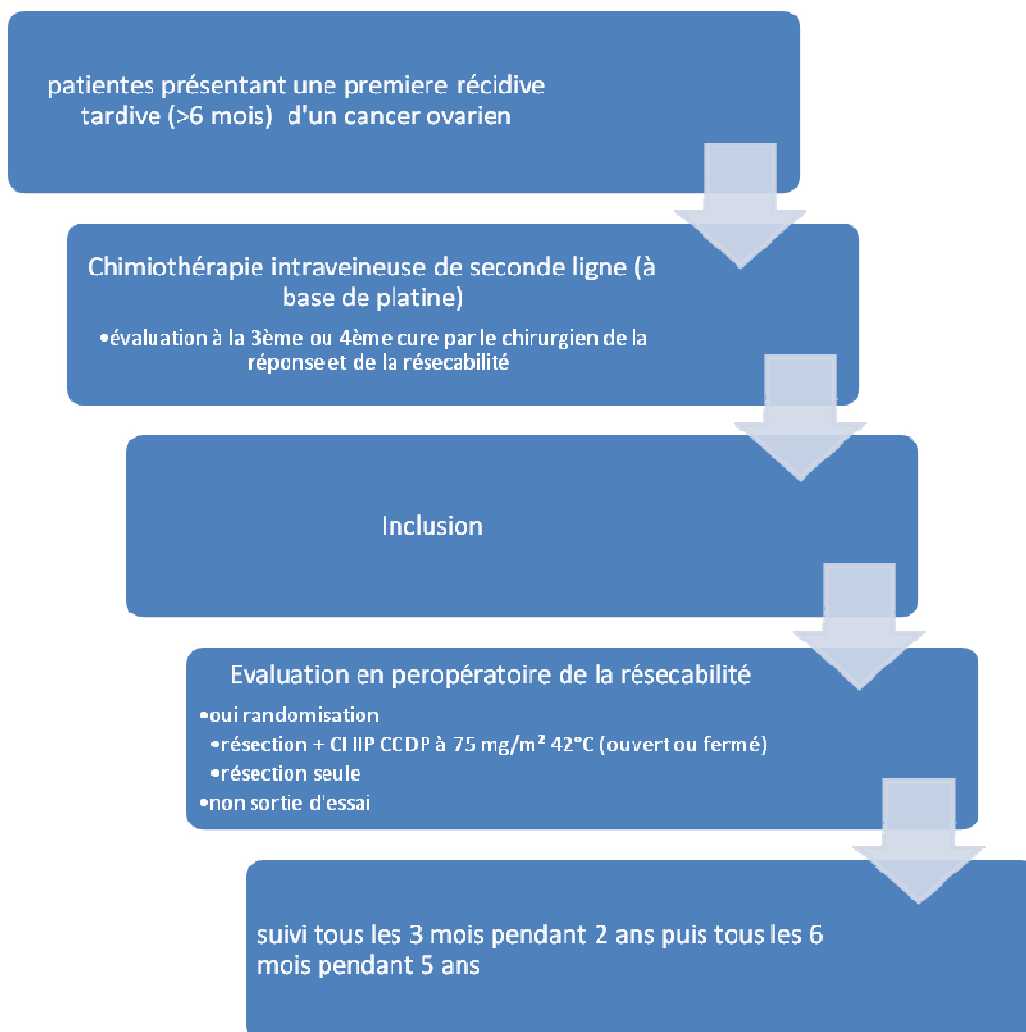 patientes présentant une premiere récidive
tardive (>6 mois) d'un cancer ovarien
Chimiothérapie intraveineuse de seconde ligne (à
base de platine)
•évaluation à la 3ème ou 4ème cure par le chirurgien de la
réponse et de la résecabilité
Inclusion
Evaluation en peropératoire de la résecabilité
•oui randomisation
•résection + CHIP CCDP à 75 mg/m² 42°C (ouvert ou fermé)
•résection seule
•non sortie d'essai
suivi tous les 3 mois pendant 2 ans puis tous les 6
mois pendant 5 ans